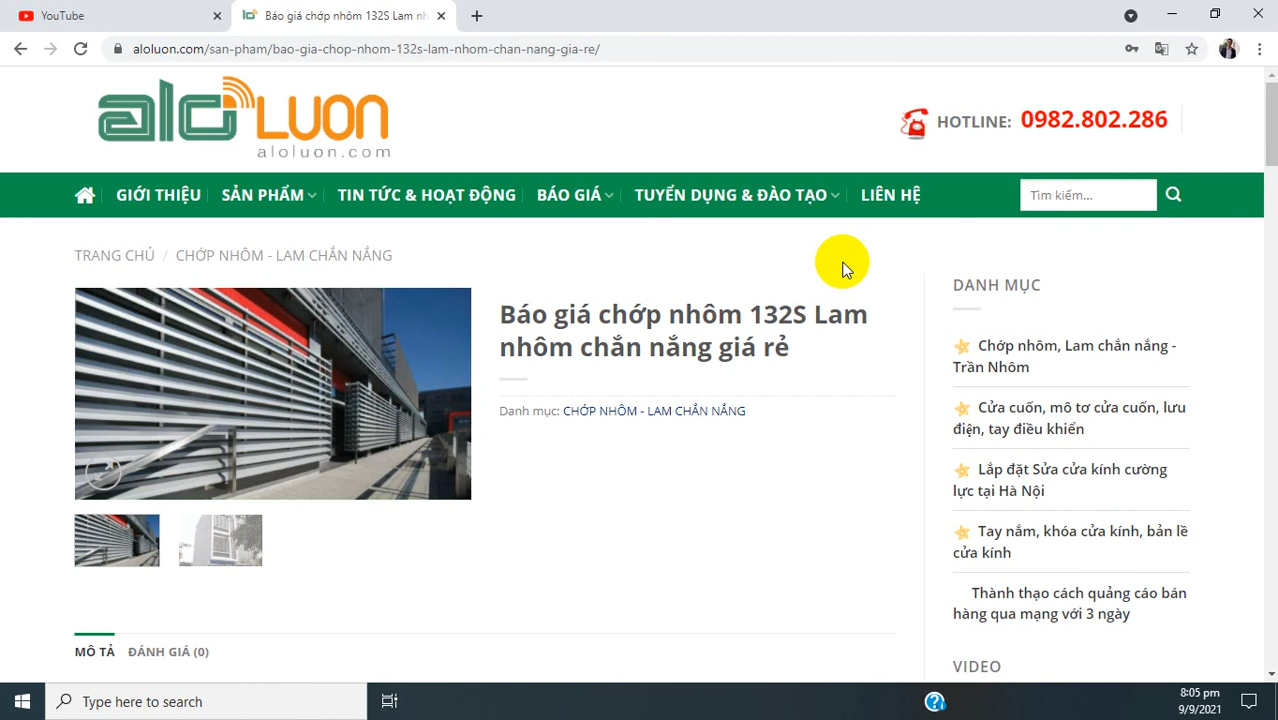 YouTube
Báo giá chớp nhôm 132S Lam nh
aloluon.com/san-pham/bao-gia-chop-nhom-132s-lam-nhom-chan-nang-gia-re/
alo LUON
aloluon.com
HOTLINE: 0982.802.286
GIỚI THIỆU
SẢN PHẨM
TIN TỨC & HOẠT ĐỘNG
BÁO GIÁ
TUYỂN DỤNG & ĐÀO TẠO
LIÊN HỆ
Tìm kiếm...
TRANG CHỦ / CHỚP NHÔM - LAM CHẮN NẮNG
Báo giá chớp nhôm 132S Lam
nhôm chắn nắng giá rẻ
Danh mục: CHỚP NHÔM - LAM CHẮN NẮNG
MÔ TẢ
ĐÁNH GIÁ (0)
DANH MỤC
Chớp nhôm, Lam chắn nắng -
Trần Nhôm
Cửa cuốn, mô tơ cửa cuốn, lưu
điện, tay điều khiển
Lắp đặt Sửa cửa kính cường
lực tại Hà Nội
Tay nắm, khóa cửa kính, bản lề
cửa kính
Thành thạo cách quảng cáo bán
hàng qua mạng với 3 ngày
VIDEO
Type here to search
8:05 pm
9/9/2021